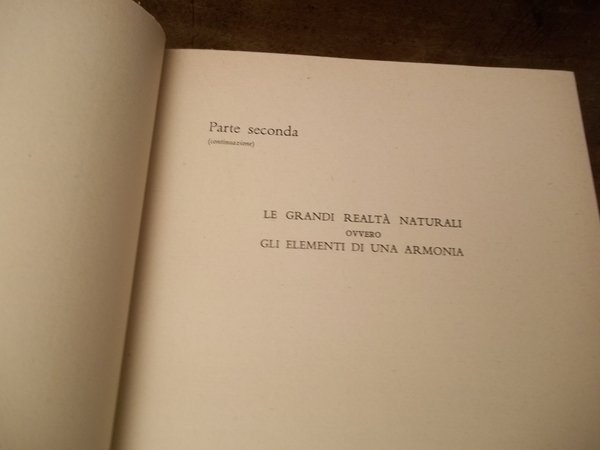 Parte seconda
(continuazione)
LE GRANDI REALTÀ NATURALI
OVVERO
GLI ELEMENTI DI UNA ARMONIA